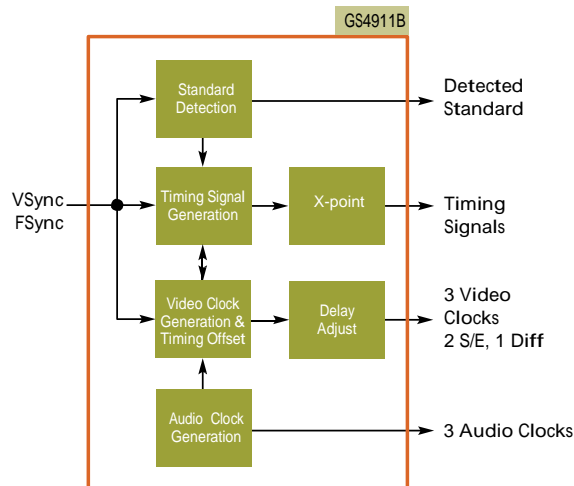 GS4911B
Standard
Detection
Detected
Standard
VSync
FSync
Timing Signal
Generation
X-point
Timing
Signals
Video Clock
Generation &
Timing Offset
Delay
Adjust
3 Video
Clocks
2 S/E, 1 Diff
Audio Clock
Generation
3 Audio Clocks